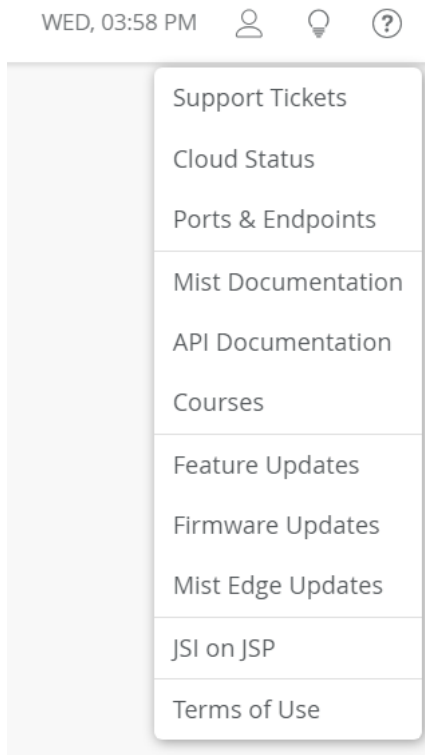 WED, 03:58 PM ?
Support Tickets
Cloud Status
Ports & Endpoints
Mist Documentation
API Documentation
Courses
Feature Updates
Firmware Updates
Mist Edge Updates
JSI on JSP
Terms of Use